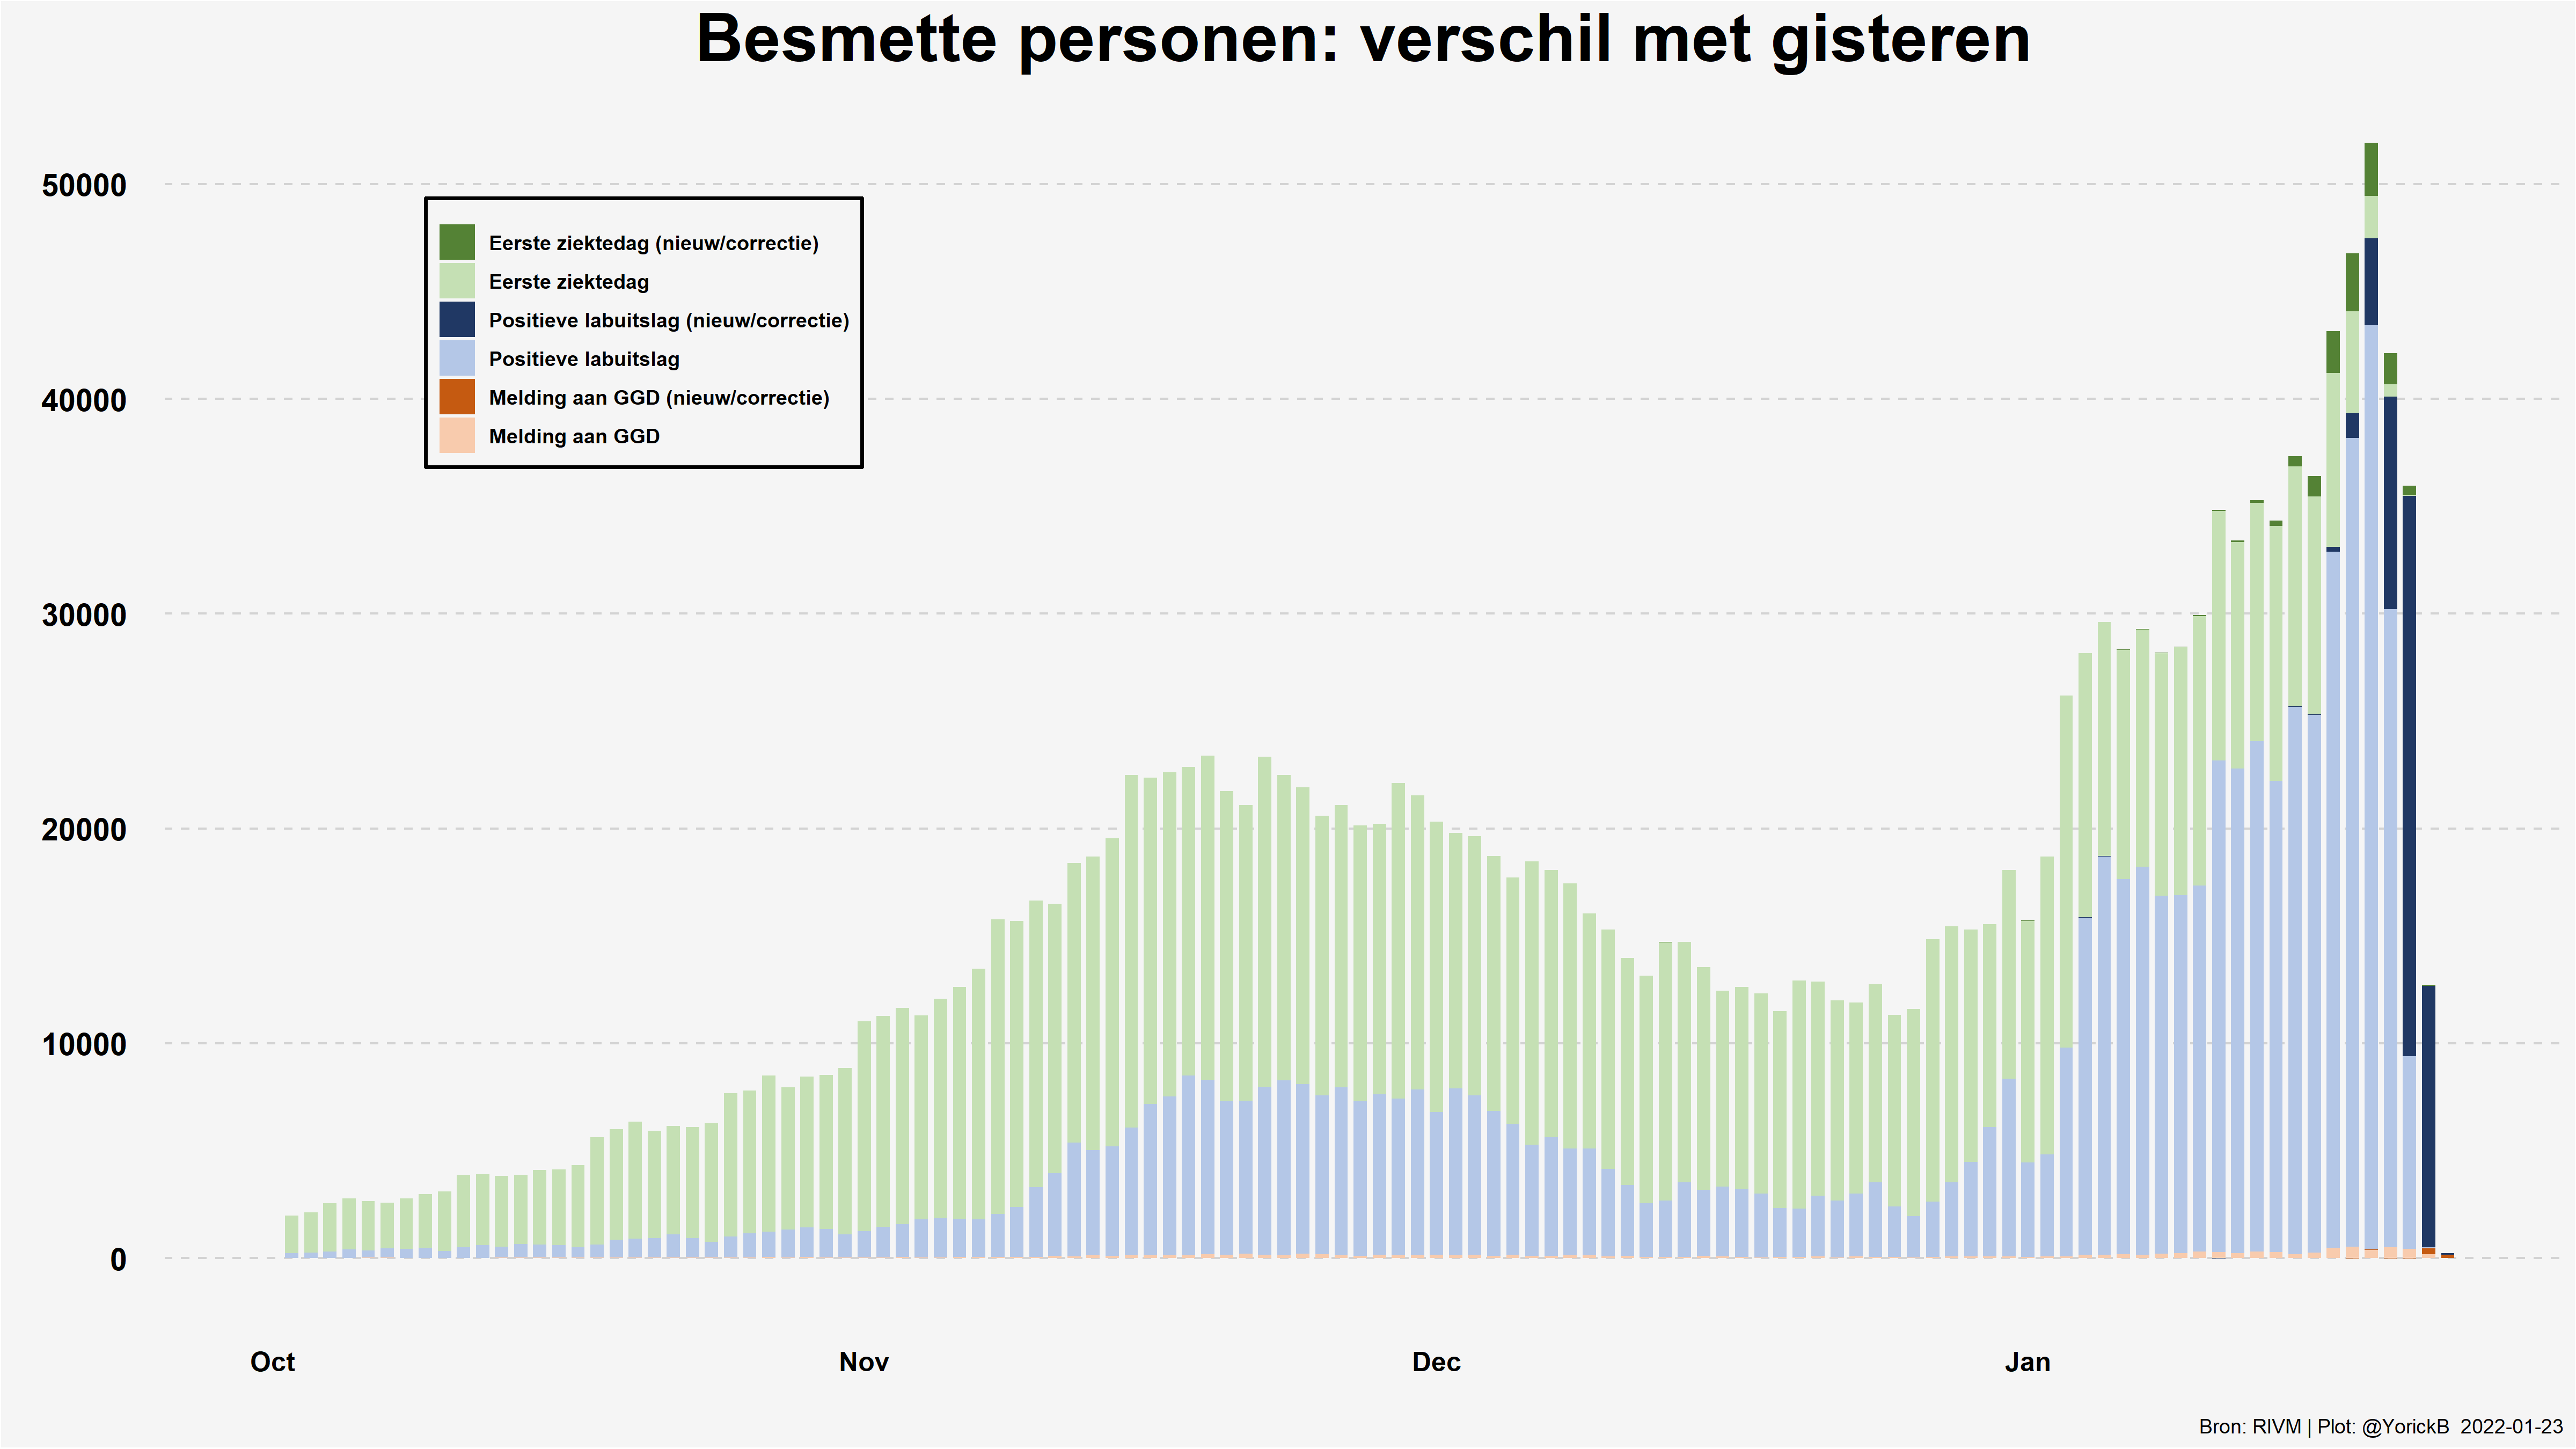 Besmette personen: verschil met gisteren
50000
40000
30000
20000
10000
0
Eerste ziektedag (nieuw/correctie)
Eerste ziektedag
Positieve labuitslag (nieuw/correctie)
Positieve labuitslag
Melding aan GGD (nieuw/correctie)
Melding aan GGD
Oct Nov Dec Jan
Bron: RIVM | Plot: @YorickB 2022-01-23